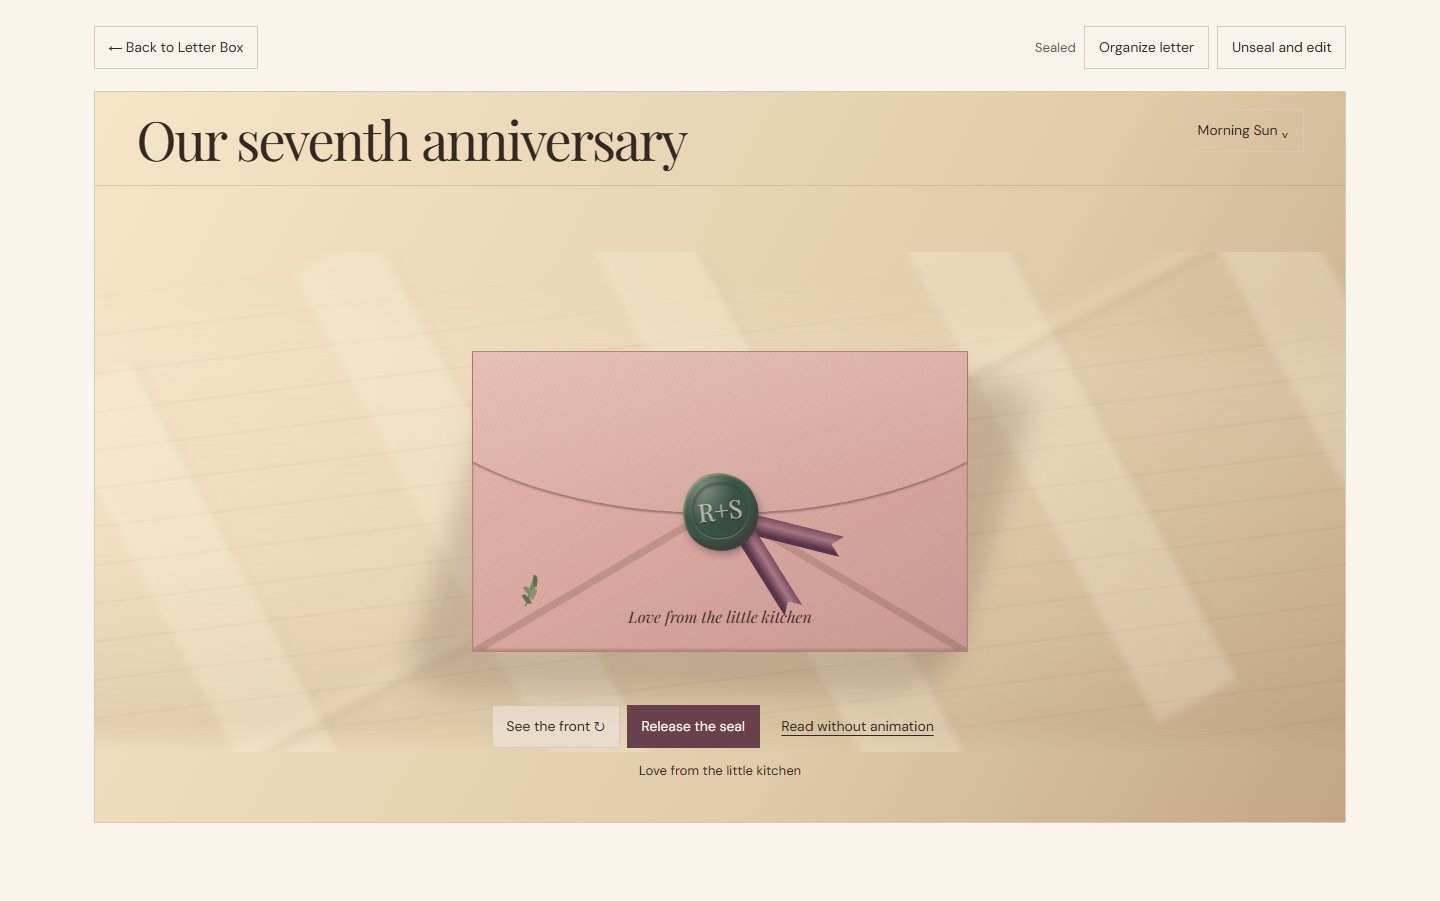 ← Back to Letter Box
Sealed
Organize letter
Unseal and edit
Our seventh anniversary
Morning Sun v
R+S
Love from the little kitchen
See the front ↻
Release the seal
Read without animation
Love from the little kitchen